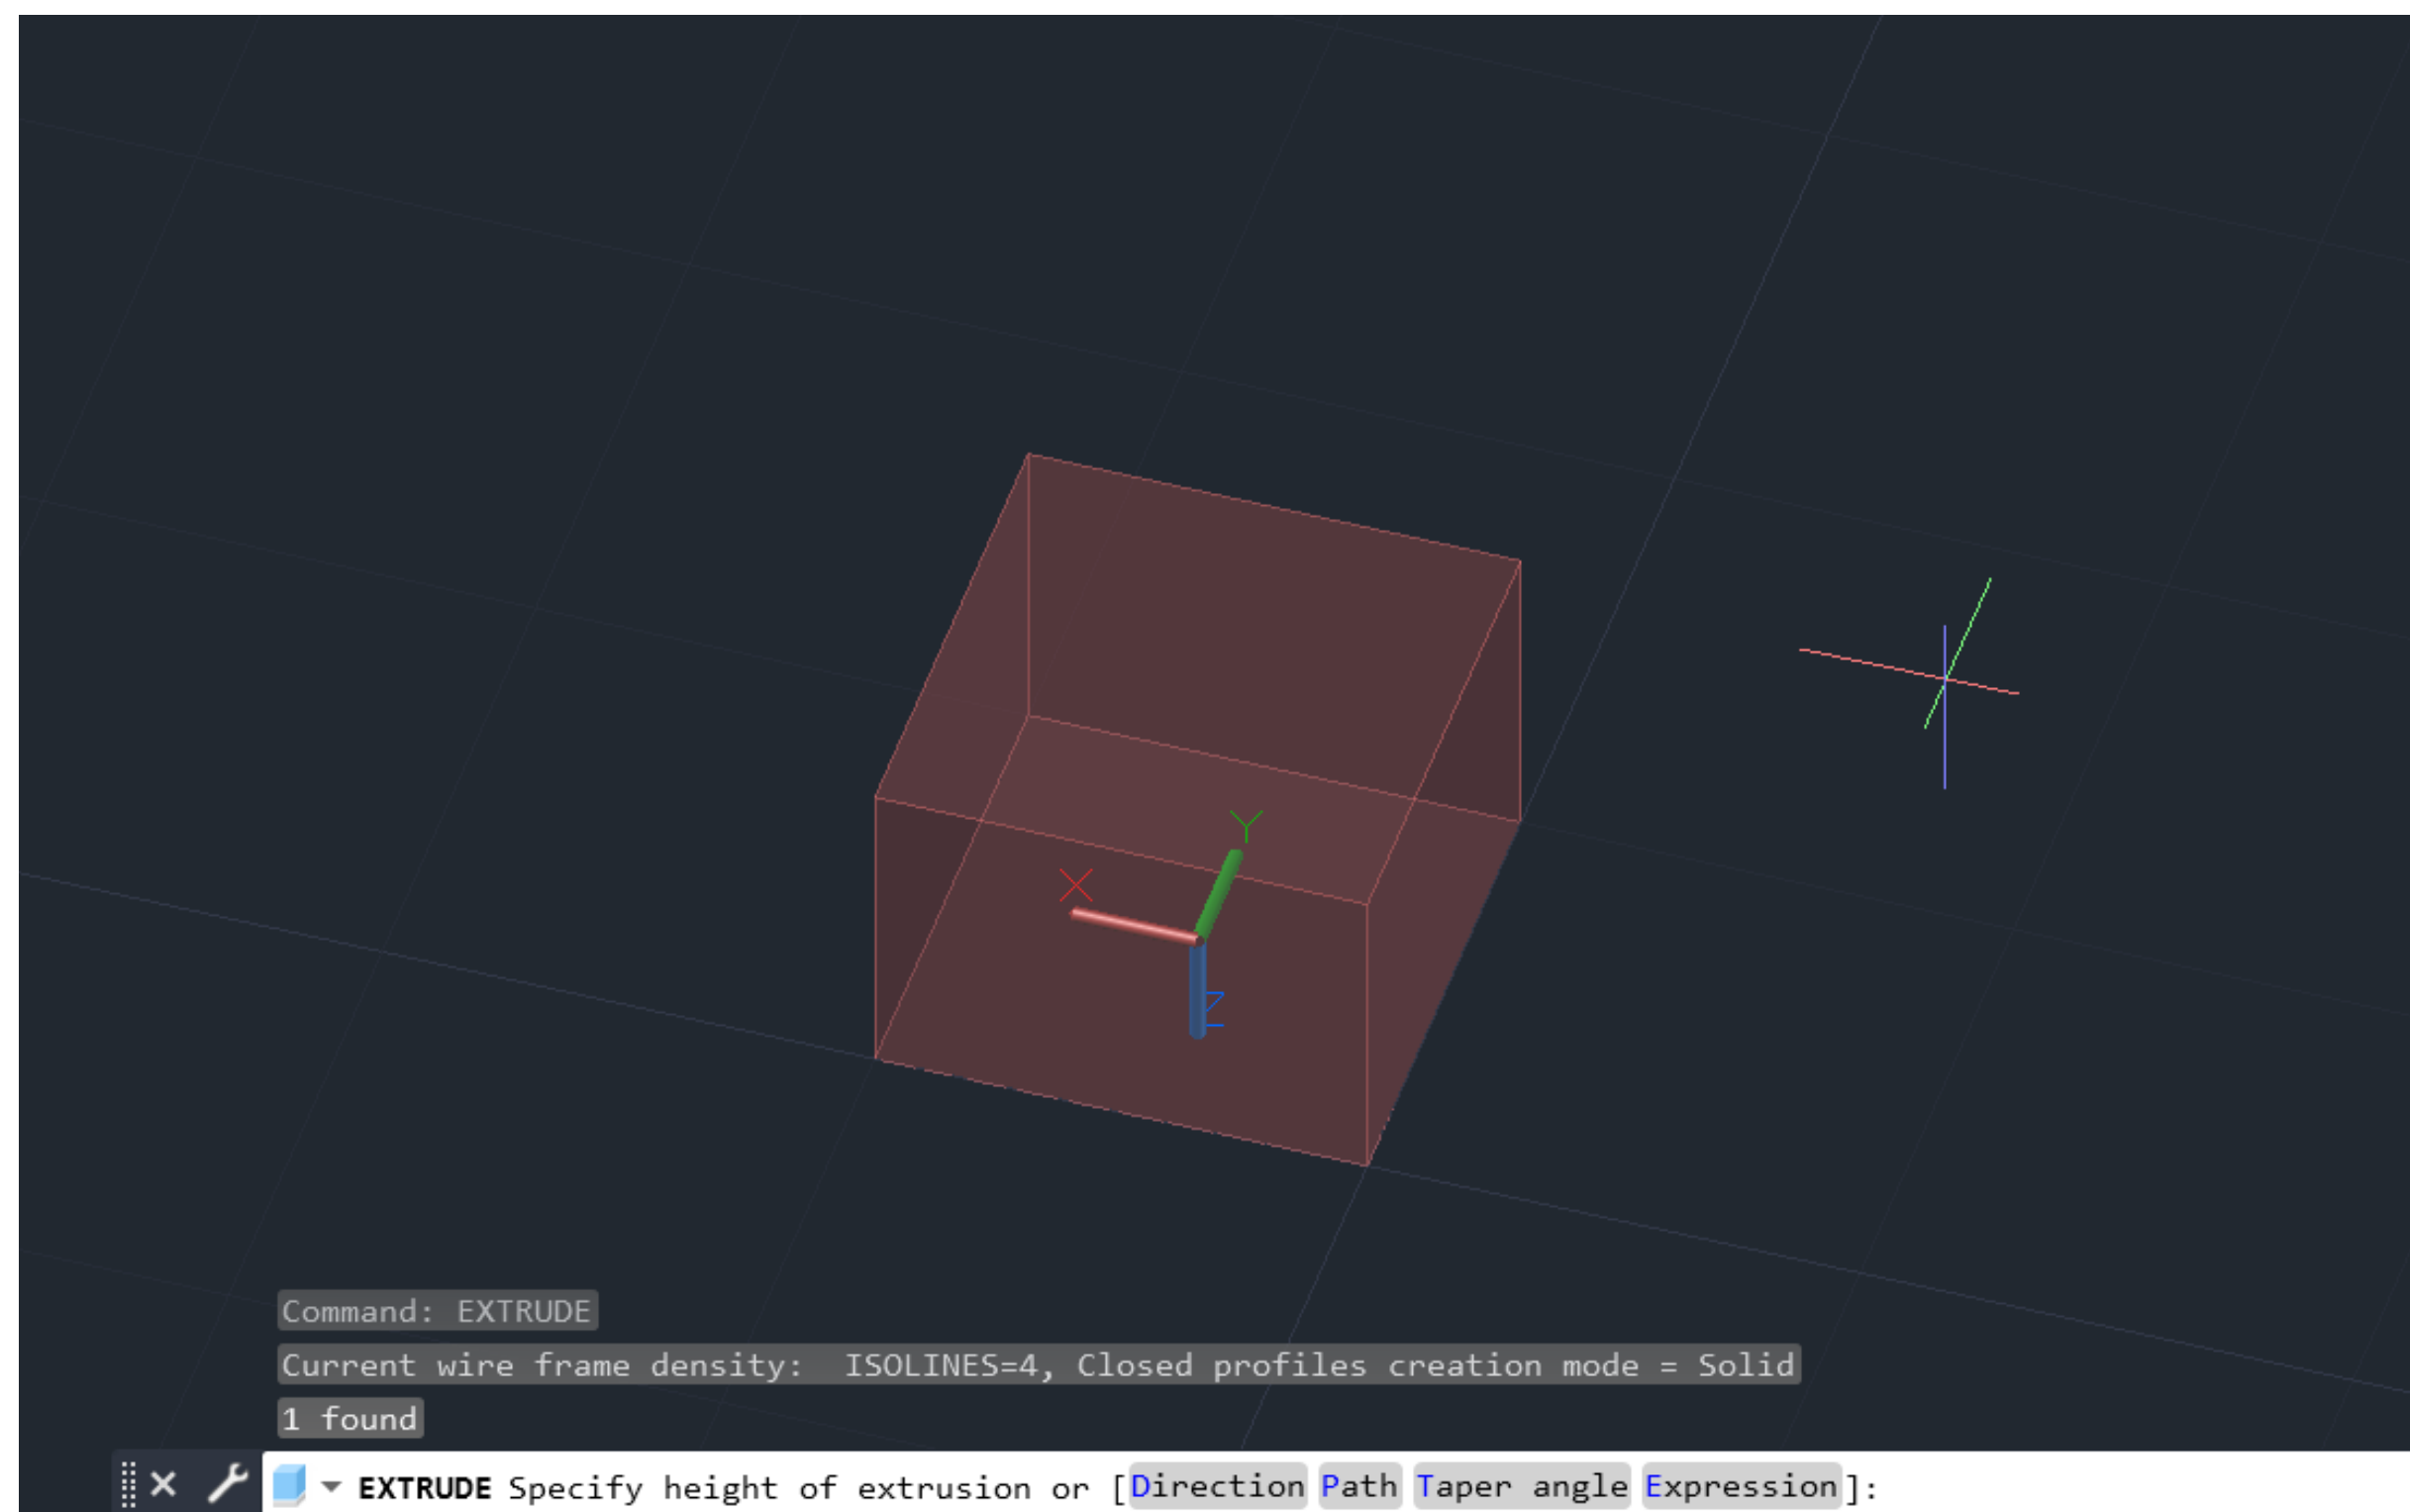 Y
X
Z
Command: EXTRUDE
Current wire frame density:  ISOLINES=4, Closed profiles creation mode = Solid
1 found
EXTRUDE Specify height of extrusion or [Direction Path Taper angle Expression]: